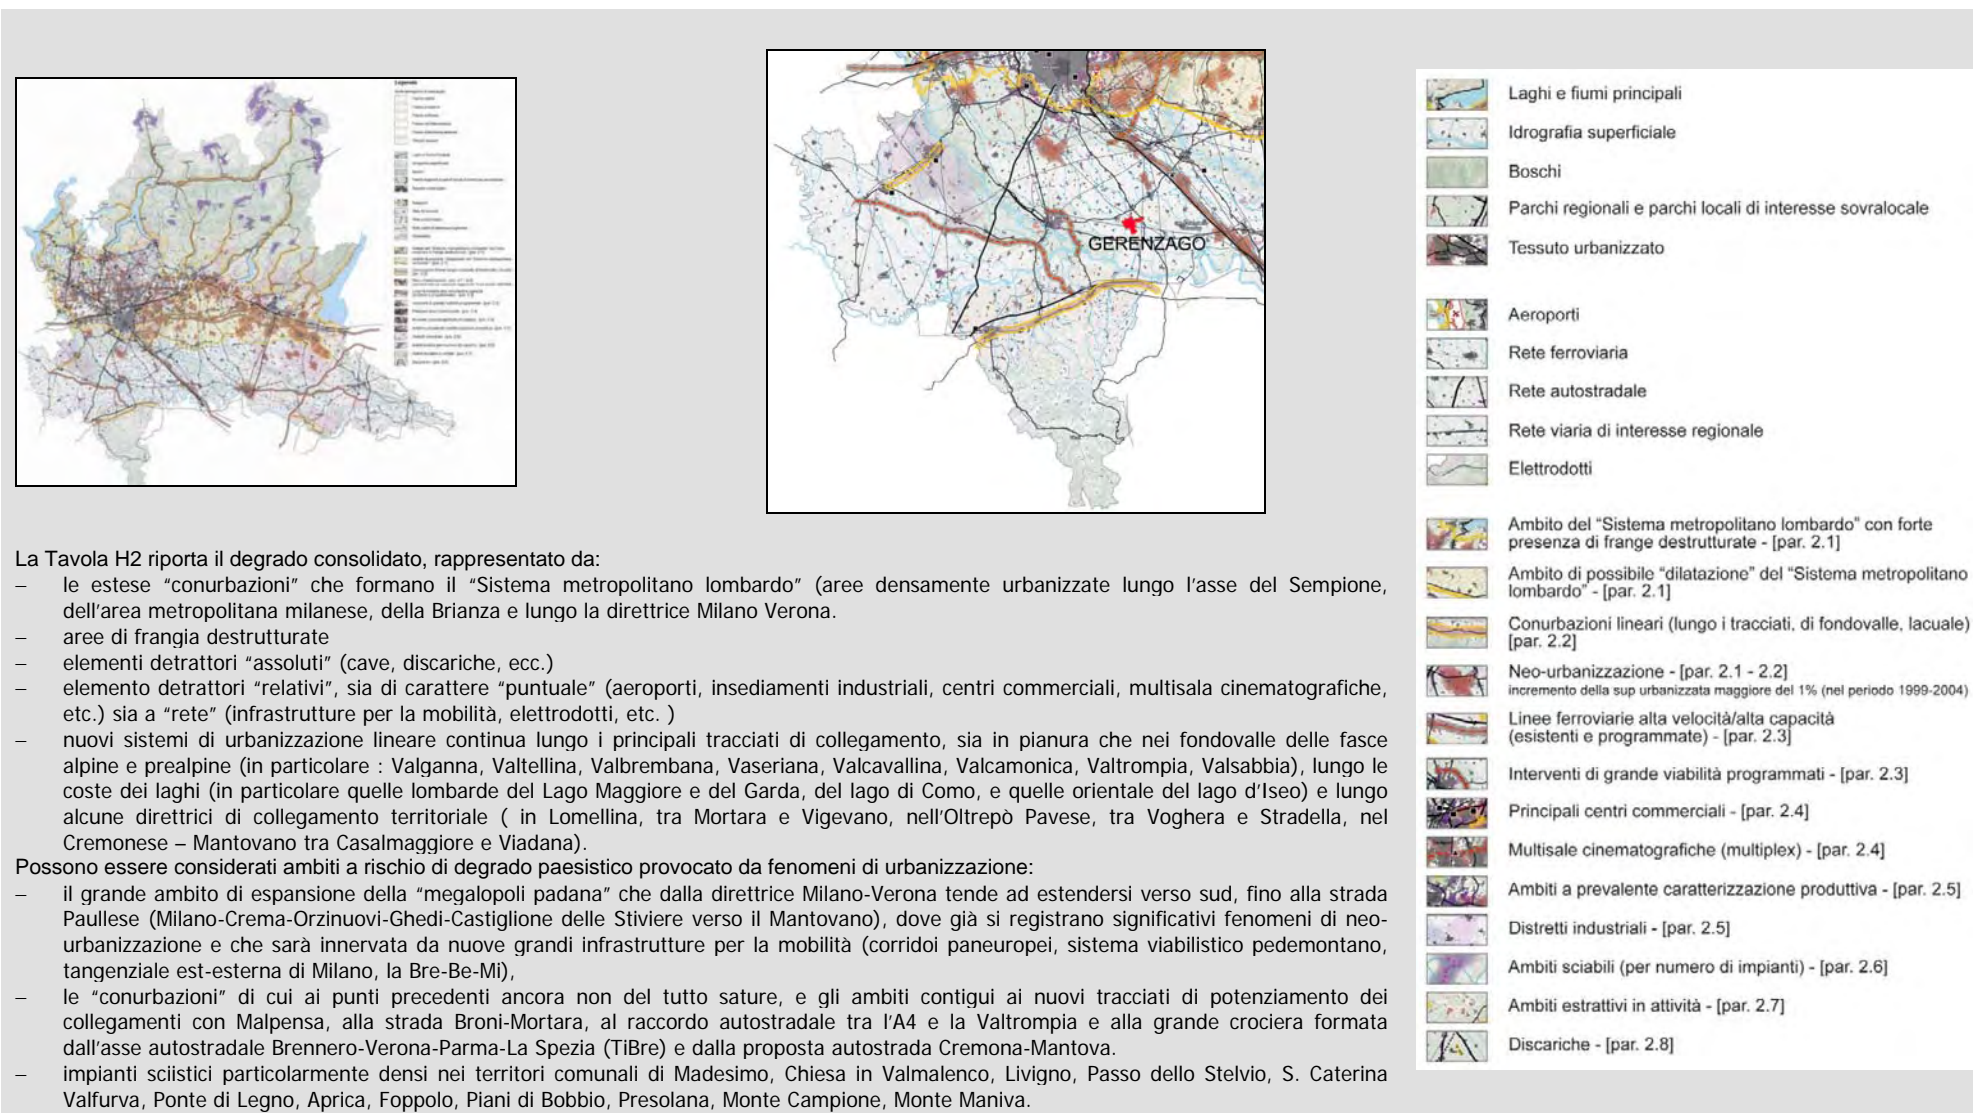 GERENZAGO
Laghi e fiumi principali
Idrografia superficiale
Boschi
Parchi regionali e parchi locali di interesse sovralocale
Tessuto urbanizzato
Aeroporti
Rete ferroviaria
Rete autostradale
Rete viaria di interesse regionale
Elettrodotti
Ambito del “Sistema metropolitano lombardo” con forte
presenza di frange destrutturate - [par. 2.1]
Ambito di possibile “dilatazione” del “Sistema metropolitano
lombardo” - [par. 2.1]
Conurbazioni lineari (lungo i tracciati, di fondovalle, lacuale)
[par. 2.2]
Neo-urbanizzazione - [par. 2.1 - 2.2]
incremento della sup urbanizzata maggiore del 1% (nel periodo 1999-2004)
Linee ferroviarie alta velocità/alta capacità
(esistenti e programmate) - [par. 2.3]
Interventi di grande viabilità programmati - [par. 2.3]
Principali centri commerciali - [par. 2.4]
Multisale cinematografiche (multiplex) - [par. 2.4]
Ambiti a prevalente caratterizzazione produttiva - [par. 2.5]
Distretti industriali - [par. 2.5]
Ambiti sciabili (per numero di impianti) - [par. 2.6]
Ambiti estrattivi in attività - [par. 2.7]
Discariche - [par. 2.8]
La Tavola H2 riporta il degrado consolidato, rappresentato da:
– le estese “conurbazioni” che formano il “Sistema metropolitano lombardo” (aree densamente urbanizzate lungo l’asse del Sempione,
dell’area metropolitana milanese, della Brianza e lungo la direttrice Milano Verona.
– aree di frangia destrutturate
– elementi detrattori “assoluti” (cave, discariche, ecc.)
– elemento detrattori “relativi”, sia di carattere “puntuale” (aeroporti, insediamenti industriali, centri commerciali, multisala cinematografiche,
etc.) sia a “rete” (infrastrutture per la mobilità, elettrodotti, etc. )
– nuovi sistemi di urbanizzazione lineare continua lungo i principali tracciati di collegamento, sia in pianura che nei fondovalle delle fasce
alpine e prealpine (in particolare : Valganna, Valtellina, Valbrembana, Vaseriana, Valcavallina, Valcamonica, Valtrompia, Valsabbia), lungo le
coste dei laghi (in particolare quelle lombarde del Lago Maggiore e del Garda, del lago di Como, e quelle orientale del lago d’Iseo) e lungo
alcune direttrici di collegamento territoriale ( in Lomellina, tra Mortara e Vigevano, nell’Oltrepò Pavese, tra Voghera e Stradella, nel
Cremonese – Mantovano tra Casalmaggiore e Viadana).
Possono essere considerati ambiti a rischio di degrado paesistico provocato da fenomeni di urbanizzazione:
– il grande ambito di espansione della “megalopoli padana” che dalla direttrice Milano-Verona tende ad estendersi verso sud, fino alla strada
Paullese (Milano-Crema-Orzinuovi-Ghedi-Castiglione delle Stiviere verso il Mantovano), dove già si registrano significativi fenomeni di neo-
urbanizzazione e che sarà innervata da nuove grandi infrastrutture per la mobilità (corridoi paneuropei, sistema viabilistico pedemontano,
tangenziale est-esterna di Milano, la Bre-Be-Mi),
– le “conurbazioni” di cui ai punti precedenti ancora non del tutto sature, e gli ambiti contigui ai nuovi tracciati di potenziamento dei
collegamenti con Malpensa, alla strada Broni-Mortara, al raccordo autostradale tra l’A4 e la Valtrompia e alla grande crociera formata
dall’asse autostradale Brennero-Verona-Parma-La Spezia (TiBre) e dalla proposta autostrada Cremona-Mantova.
– impianti sciistici particolarmente densi nei territori comunali di Madesimo, Chiesa in Valmalenco, Livigno, Passo dello Stelvio, S. Caterina
Valfurva, Ponte di Legno, Aprica, Foppolo, Piani di Bobbio, Presolana, Monte Campione, Monte Maniva.